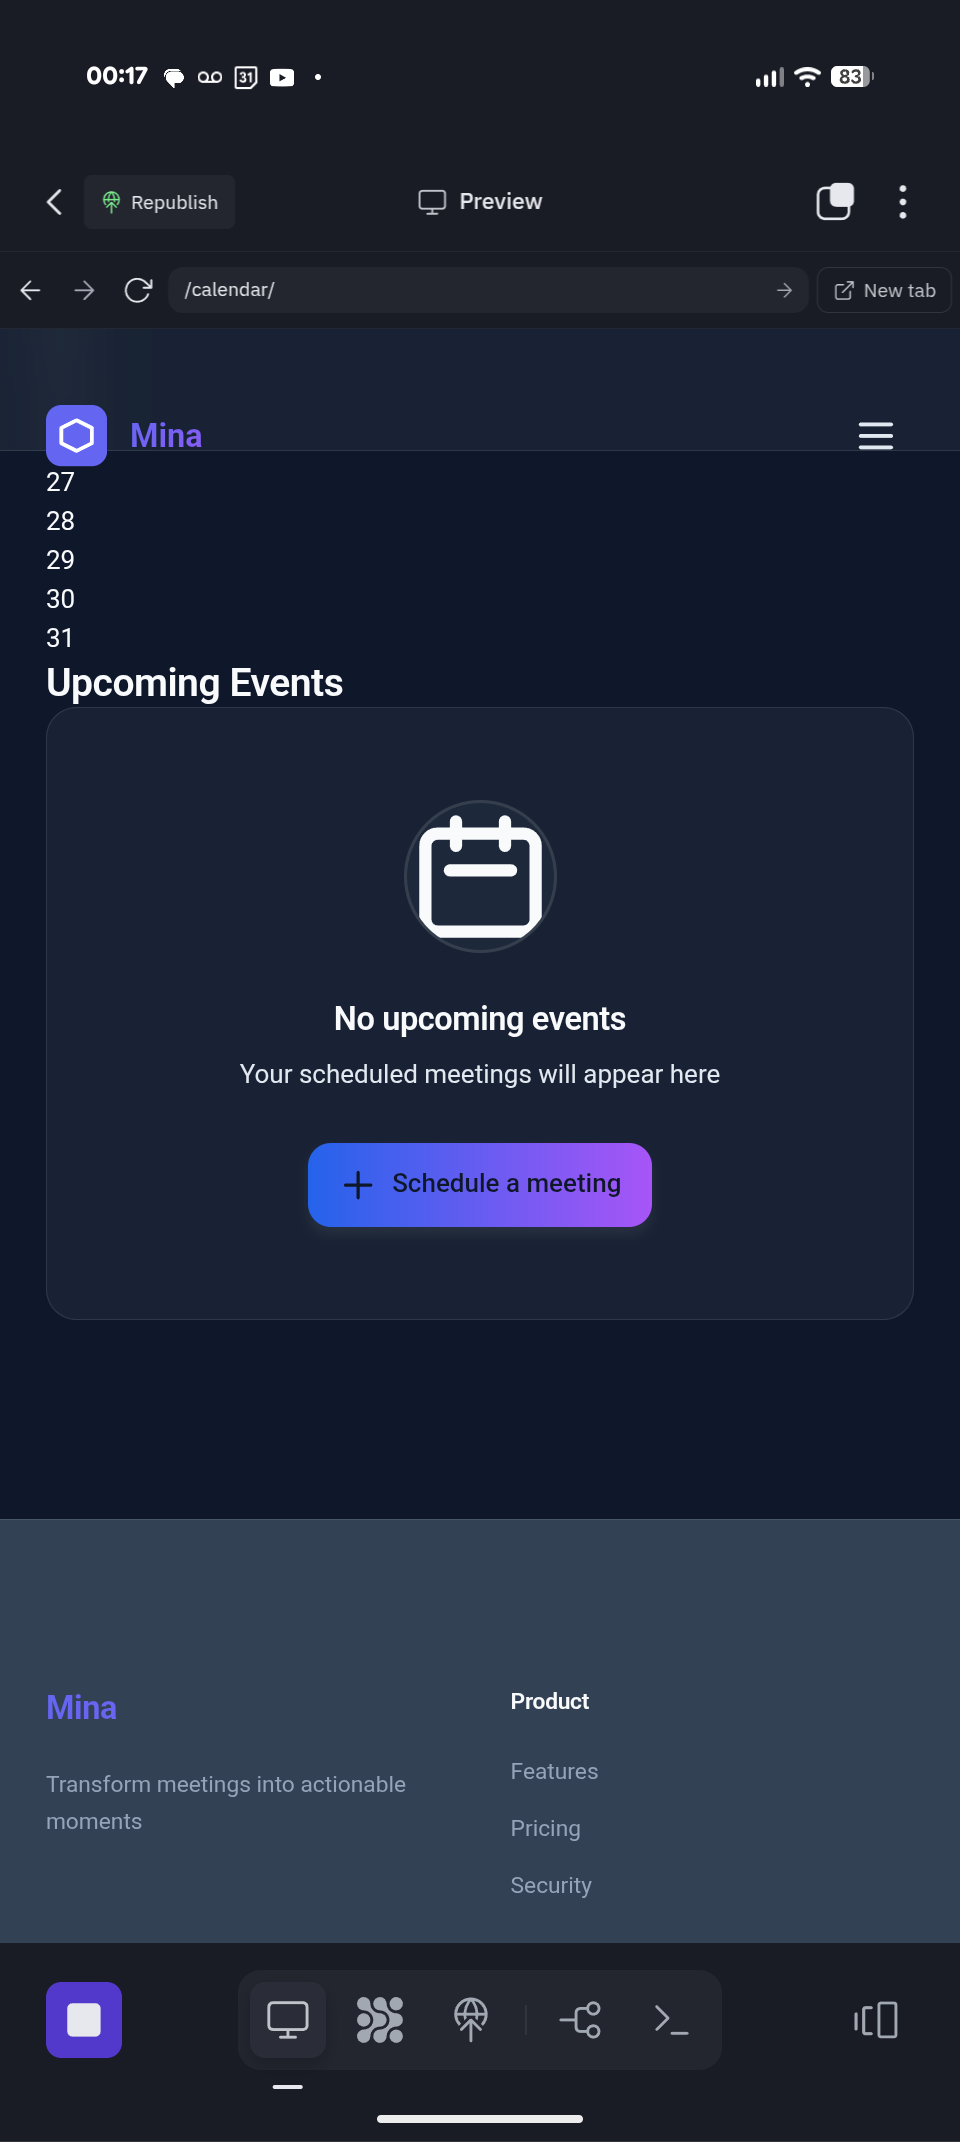 00:17
31
83
Republish
Preview
/calendar/
New tab
Mina
27
28
29
30
31
Upcoming Events
No upcoming events
Your scheduled meetings will appear here
Schedule a meeting
Mina
Transform meetings into actionable
moments
Product
Features
Pricing
Security